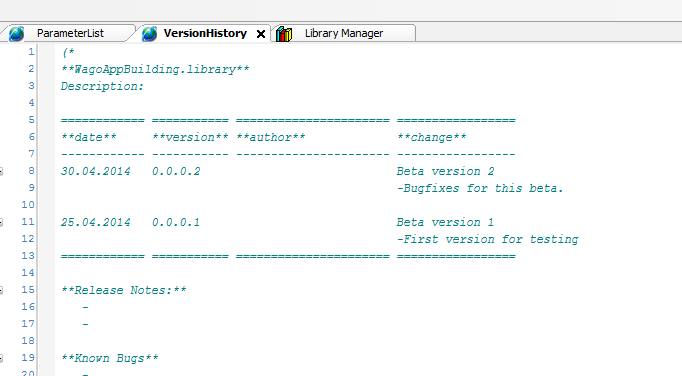 ParameterList VersionHistory Library Manager
1 (*
2 **WagoAppBuilding.library**
3 Description:
4
5 ============ =========== ====================== =================
6 **date** **version** **author** **change**
7 ------------ ----------- ---------------------- -----------------
8 30.04.2014 0.0.0.2 Beta version 2
9 -Bugfixes for this beta.
10
11 25.04.2014 0.0.0.1 Beta version 1
12 -First version for testing
13 ============ =========== ====================== =================
14
15 **Release Notes:**
16 -
17 -
18
19 **Known Bugs**
20 -